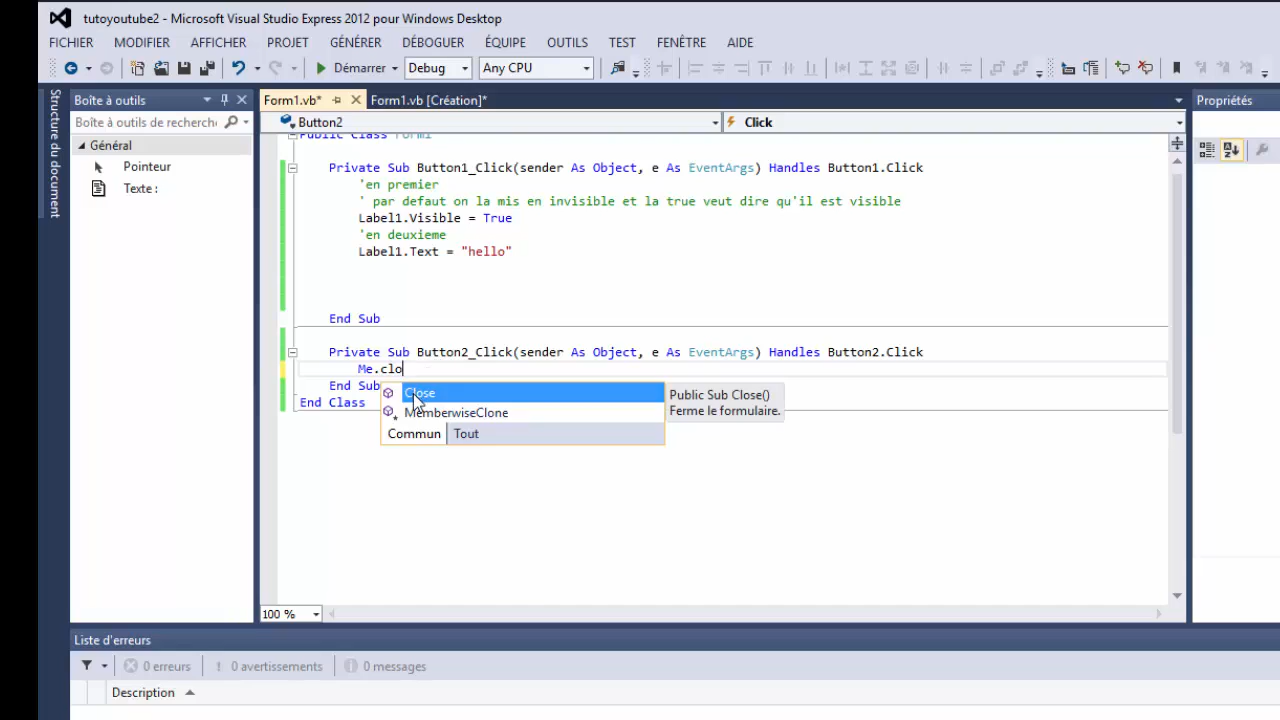 tutoyoutube2 - Microsoft Visual Studio Express 2012 pour Windows Desktop
FICHIER MODIFIER AFFICHER PROJET GÉNÉRER DÉBOGUER ÉQUIPE OUTILS TEST FENÊTRE AIDE
Démarrer Debug Any CPU
Structure du document
Boîte à outils
Boîte à outils de recherche
Général
Pointeur
Texte :
Form1.vb* Form1.vb [Création]*
Button2 Click
Public Class Form1
Private Sub Button1_Click(sender As Object, e As EventArgs) Handles Button1.Click
'en premier
' par defaut on la mis en invisible et la true veut dire qu'il est visible
Label1.Visible = True
'en deuxieme
Label1.Text = "hello"
End Sub
Private Sub Button2_Click(sender As Object, e As EventArgs) Handles Button2.Click
Me.clo
End Sub
End Class
Close
MemberwiseClone
Commun Tout
Public Sub Close()
Ferme le formulaire.
100 %
Propriétés
Liste d'erreurs
0 erreurs 0 avertissements 0 messages
Description